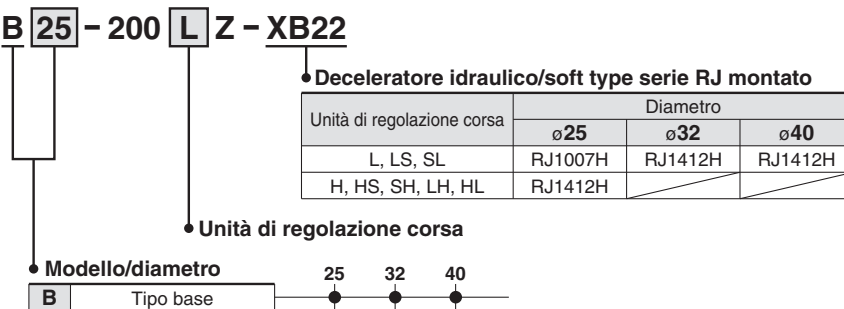 B 25 - 200 L Z - XB22
Deceleratore idraulico/soft type serie RJ montato
Unità di regolazione corsa Diametro
ø25 ø32 ø40
L, LS, SL RJ1007H RJ1412H RJ1412H
H, HS, SH, LH, HL RJ1412H
Unità di regolazione corsa
Modello/diametro 25 32 40
B Tipo base